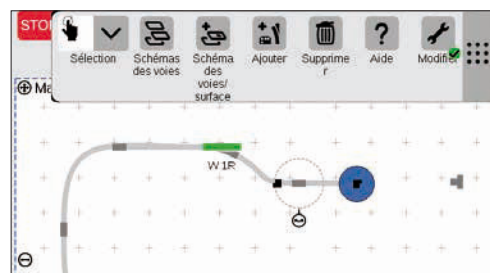 STO
Sélection
Schémas
des voies
Schéma
des
voies/
surface
Ajouter
Supprime
r
Aide
Modifier
Ma
W 1R